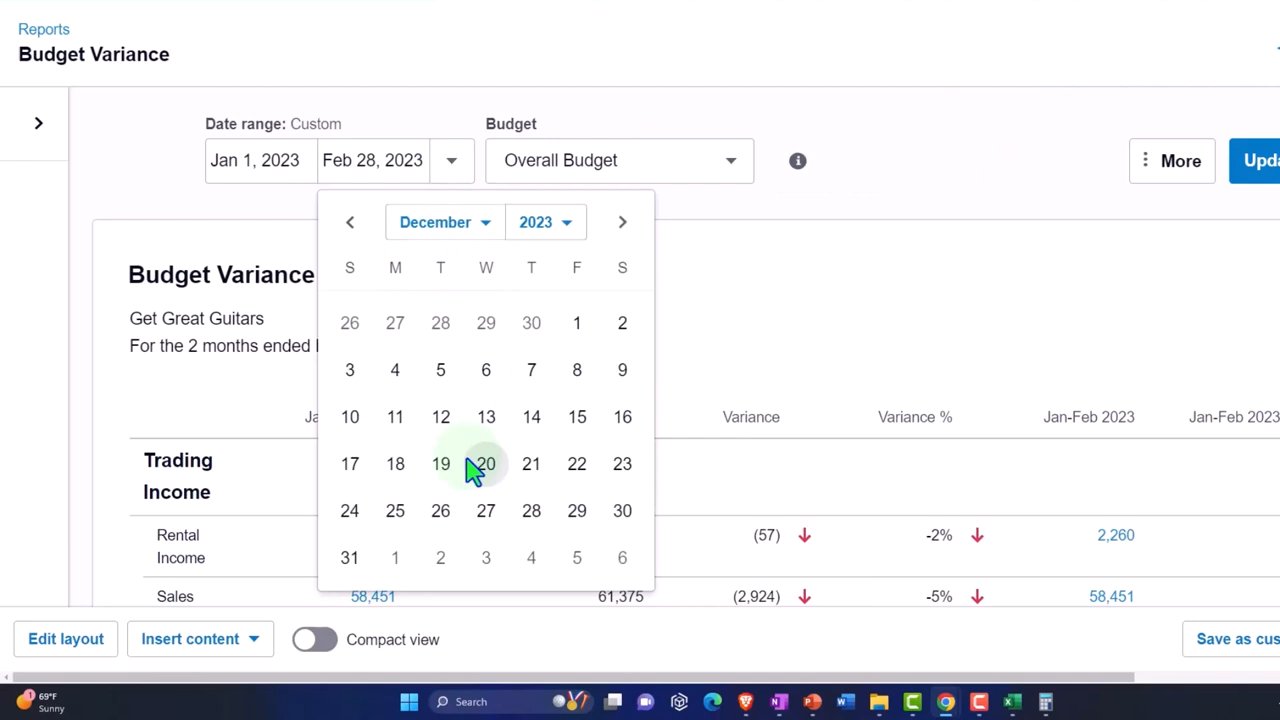 Reports
Budget Variance
Date range: Custom
Budget
Jan 1, 2023
Feb 28, 2023
Overall Budget
More
December
2023
S M T W T F S
26 27 28 29 30 1 2
3 4 5 6 7 8 9
10 11 12 13 14 15 16
17 18 19 20 21 22 23
24 25 26 27 28 29 30
31 1 2 3 4 5 6
Budget Variance
Get Great Guitars
For the 2 months ended
Variance
Variance %
Jan-Feb 2023
Jan-Feb 2023
Trading
Income
Rental
Income
(57)
-2%
2,260
Sales
58,451
61,375
(2,924)
-5%
58,451
Edit layout
Insert content
Compact view
Save as
1
69°F
Sunny
Search